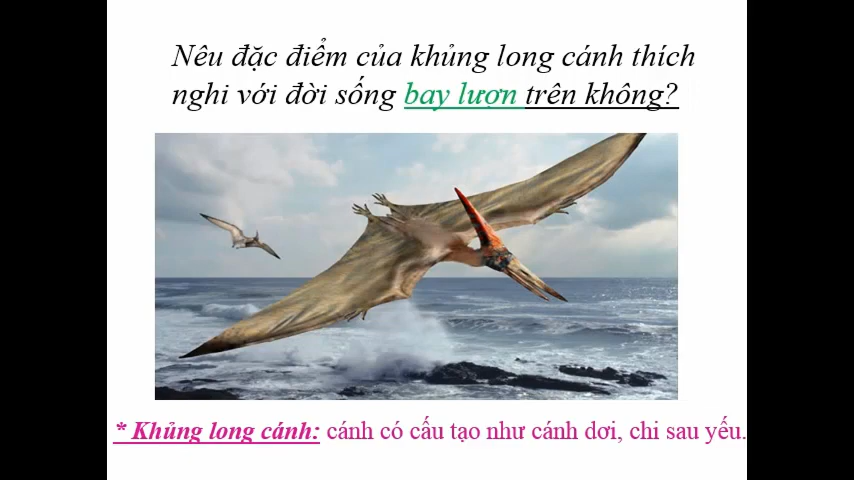 Nêu đặc điểm của khủng long cánh thích
nghi với đời sống bay lượn trên không?
* Khủng long cánh: cánh có cấu tạo như cánh dơi, chi sau yếu.